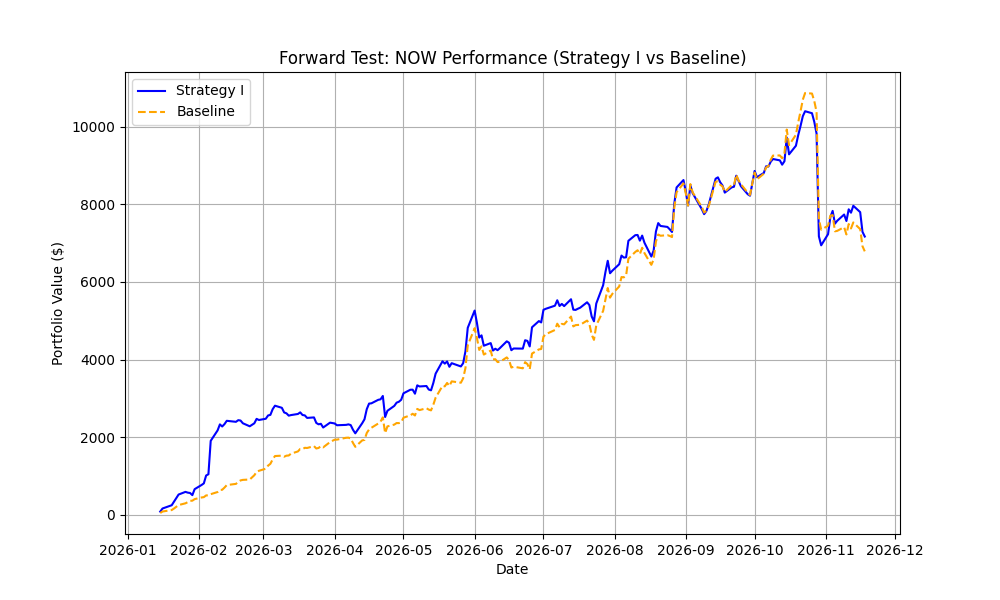 Forward Test: NOW Performance (Strategy I vs Baseline)
Strategy I
Baseline
Portfolio Value ($)
10000
8000
6000
4000
2000
0
2026-01 2026-02 2026-03 2026-04 2026-05 2026-06 2026-07 2026-08 2026-09 2026-10 2026-11 2026-12
Date